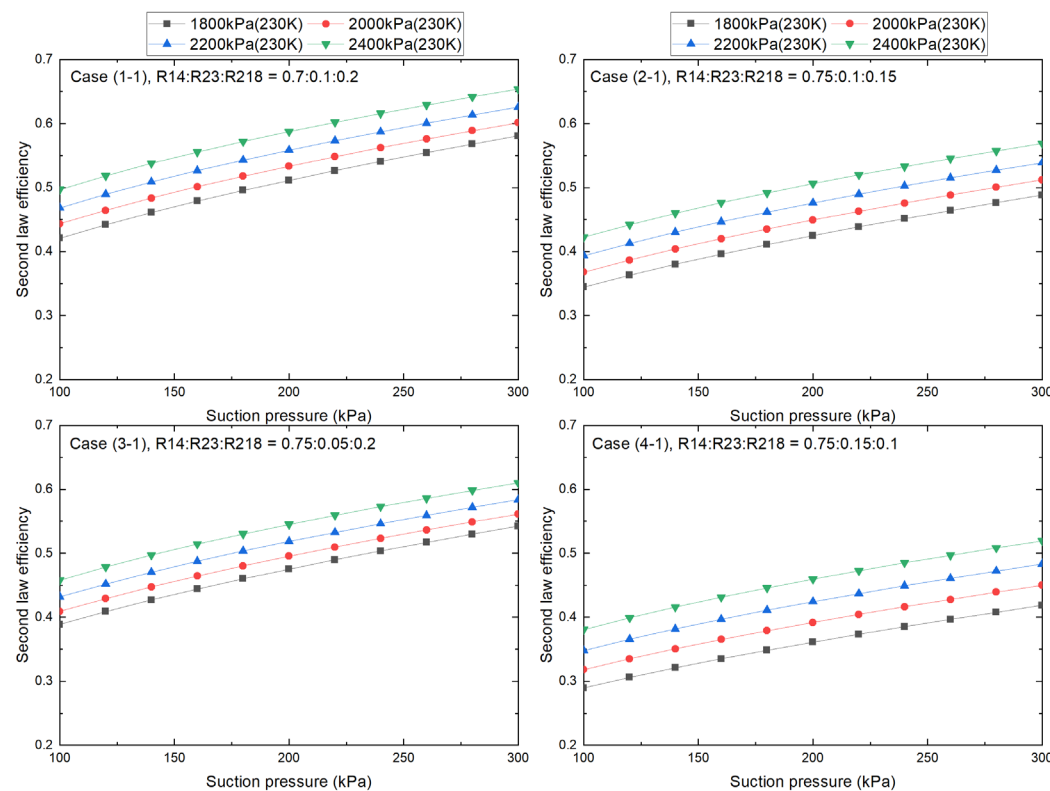 1800kPa(230K) 2000kPa(230K)
2200kPa(230K) 2400kPa(230K)
Case (1-1), R14:R23:R218 = 0.7:0.1:0.2
Second law efficiency
0.7
0.6
0.5
0.4
0.3
0.2
100 150 200 250 300
Suction pressure (kPa)
1800kPa(230K) 2000kPa(230K)
2200kPa(230K) 2400kPa(230K)
Case (2-1), R14:R23:R218 = 0.75:0.1:0.15
Second law efficiency
0.7
0.6
0.5
0.4
0.3
0.2
100 150 200 250 300
Suction pressure (kPa)
Case (3-1), R14:R23:R218 = 0.75:0.05:0.2
Second law efficiency
0.7
0.6
0.5
0.4
0.3
0.2
100 150 200 250 300
Suction pressure (kPa)
Case (4-1), R14:R23:R218 = 0.75:0.15:0.1
Second law efficiency
0.7
0.6
0.5
0.4
0.3
0.2
100 150 200 250 300
Suction pressure (kPa)